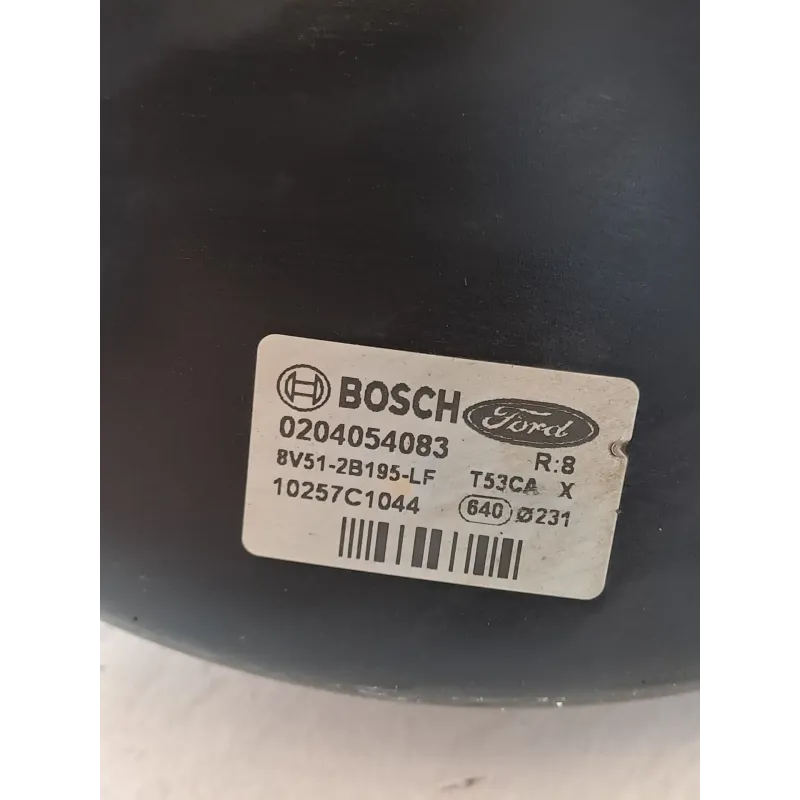 BOSCH Ford
0204054083 R:8
8V51-2B195-LF T53CA X
10257C1044 640 Ø231